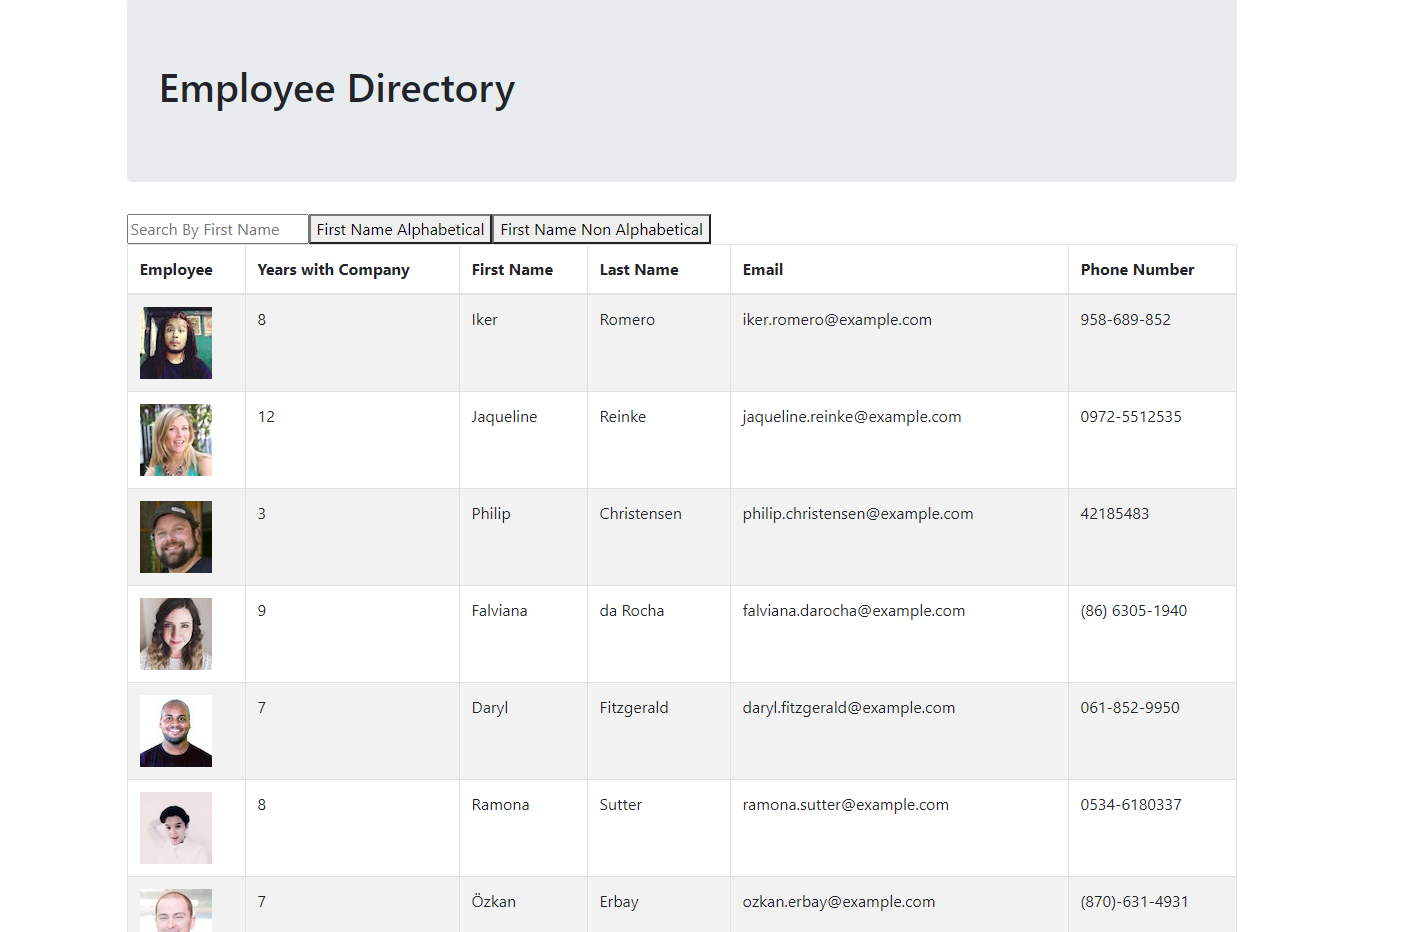 Employee Directory
Search By First Name First Name Alphabetical First Name Non Alphabetical
Employee Years with Company First Name Last Name Email Phone Number
8 Iker Romero iker.romero@example.com 958-689-852
12 Jaqueline Reinke jaqueline.reinke@example.com 0972-5512535
3 Philip Christensen philip.christensen@example.com 42185483
9 Falviana da Rocha falviana.darocha@example.com (86) 6305-1940
7 Daryl Fitzgerald daryl.fitzgerald@example.com 061-852-9950
8 Ramona Sutter ramona.sutter@example.com 0534-6180337
7 Özkan Erbay ozkan.erbay@example.com (870)-631-4931